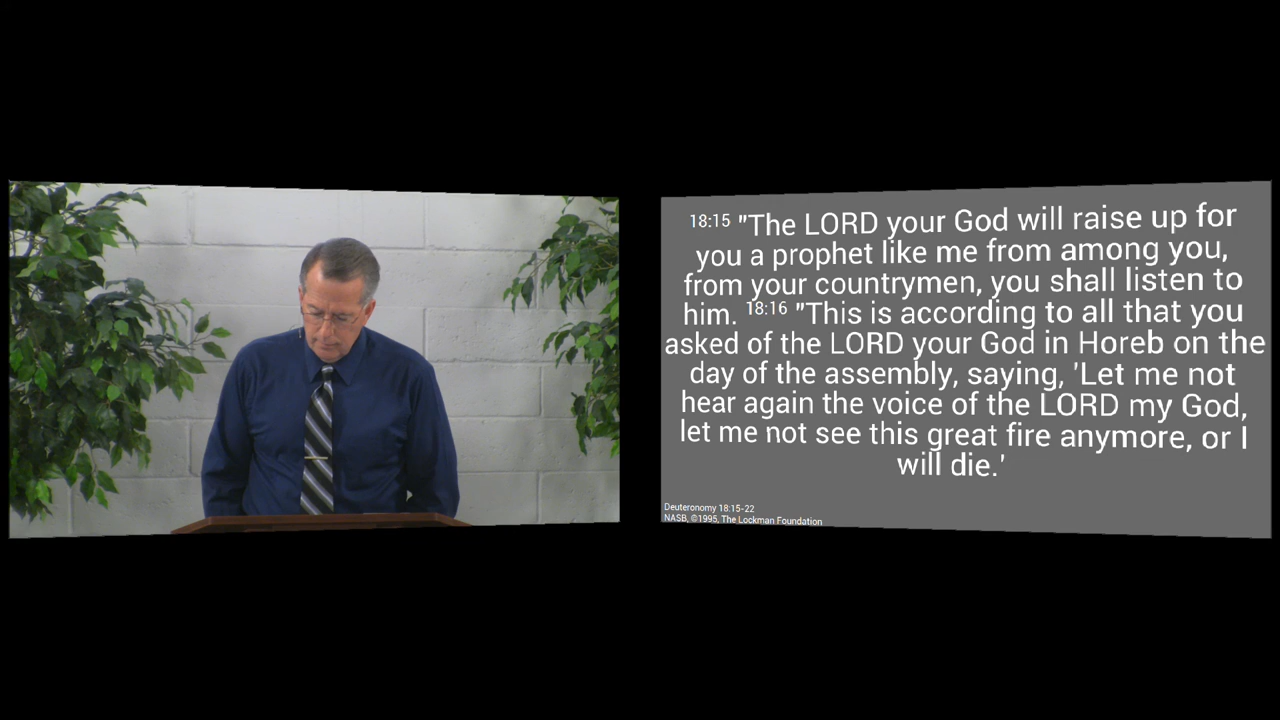 18:15 "The LORD your God will raise up for
you a prophet like me from among you,
from your countrymen, you shall listen to
him. 18:16 "This is according to all that you
asked of the LORD your God in Horeb on the
day of the assembly, saying, 'Let me not
hear again the voice of the LORD my God,
let me not see this great fire anymore, or I
will die.'
Deuteronomy 18:15-22
NASB, ©1995, The Lockman Foundation